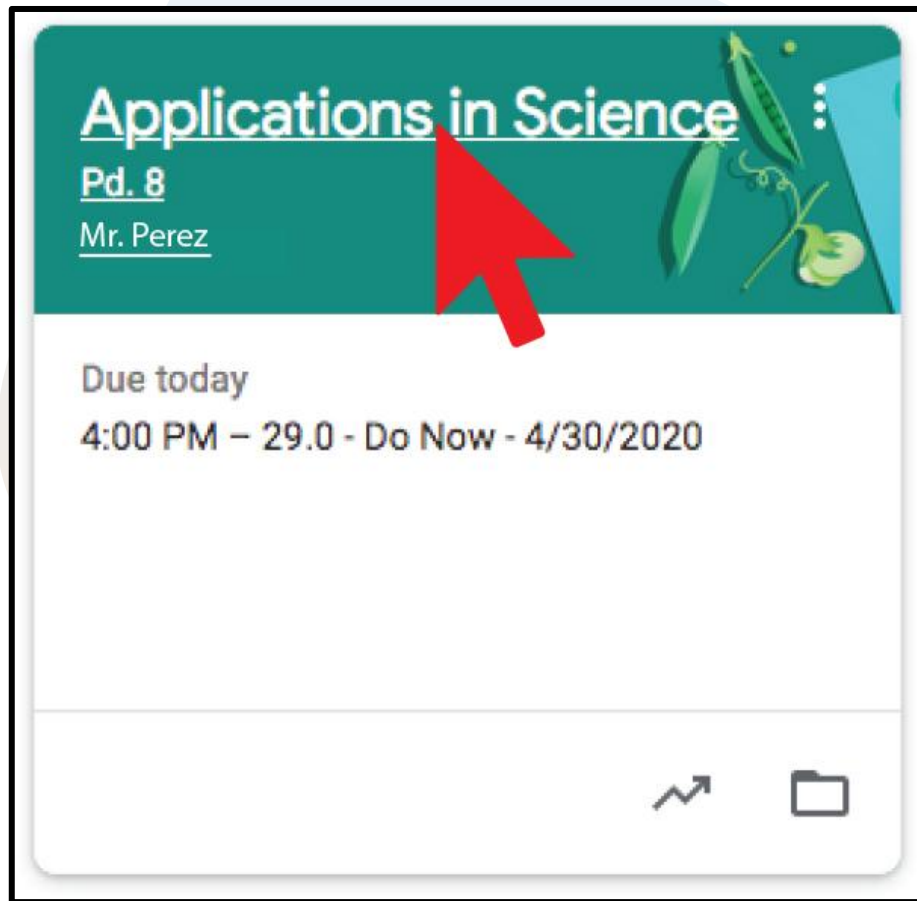 Applications in Science
Pd. 8
Mr. Perez
Due today
4:00 PM – 29.0 - Do Now - 4/30/2020